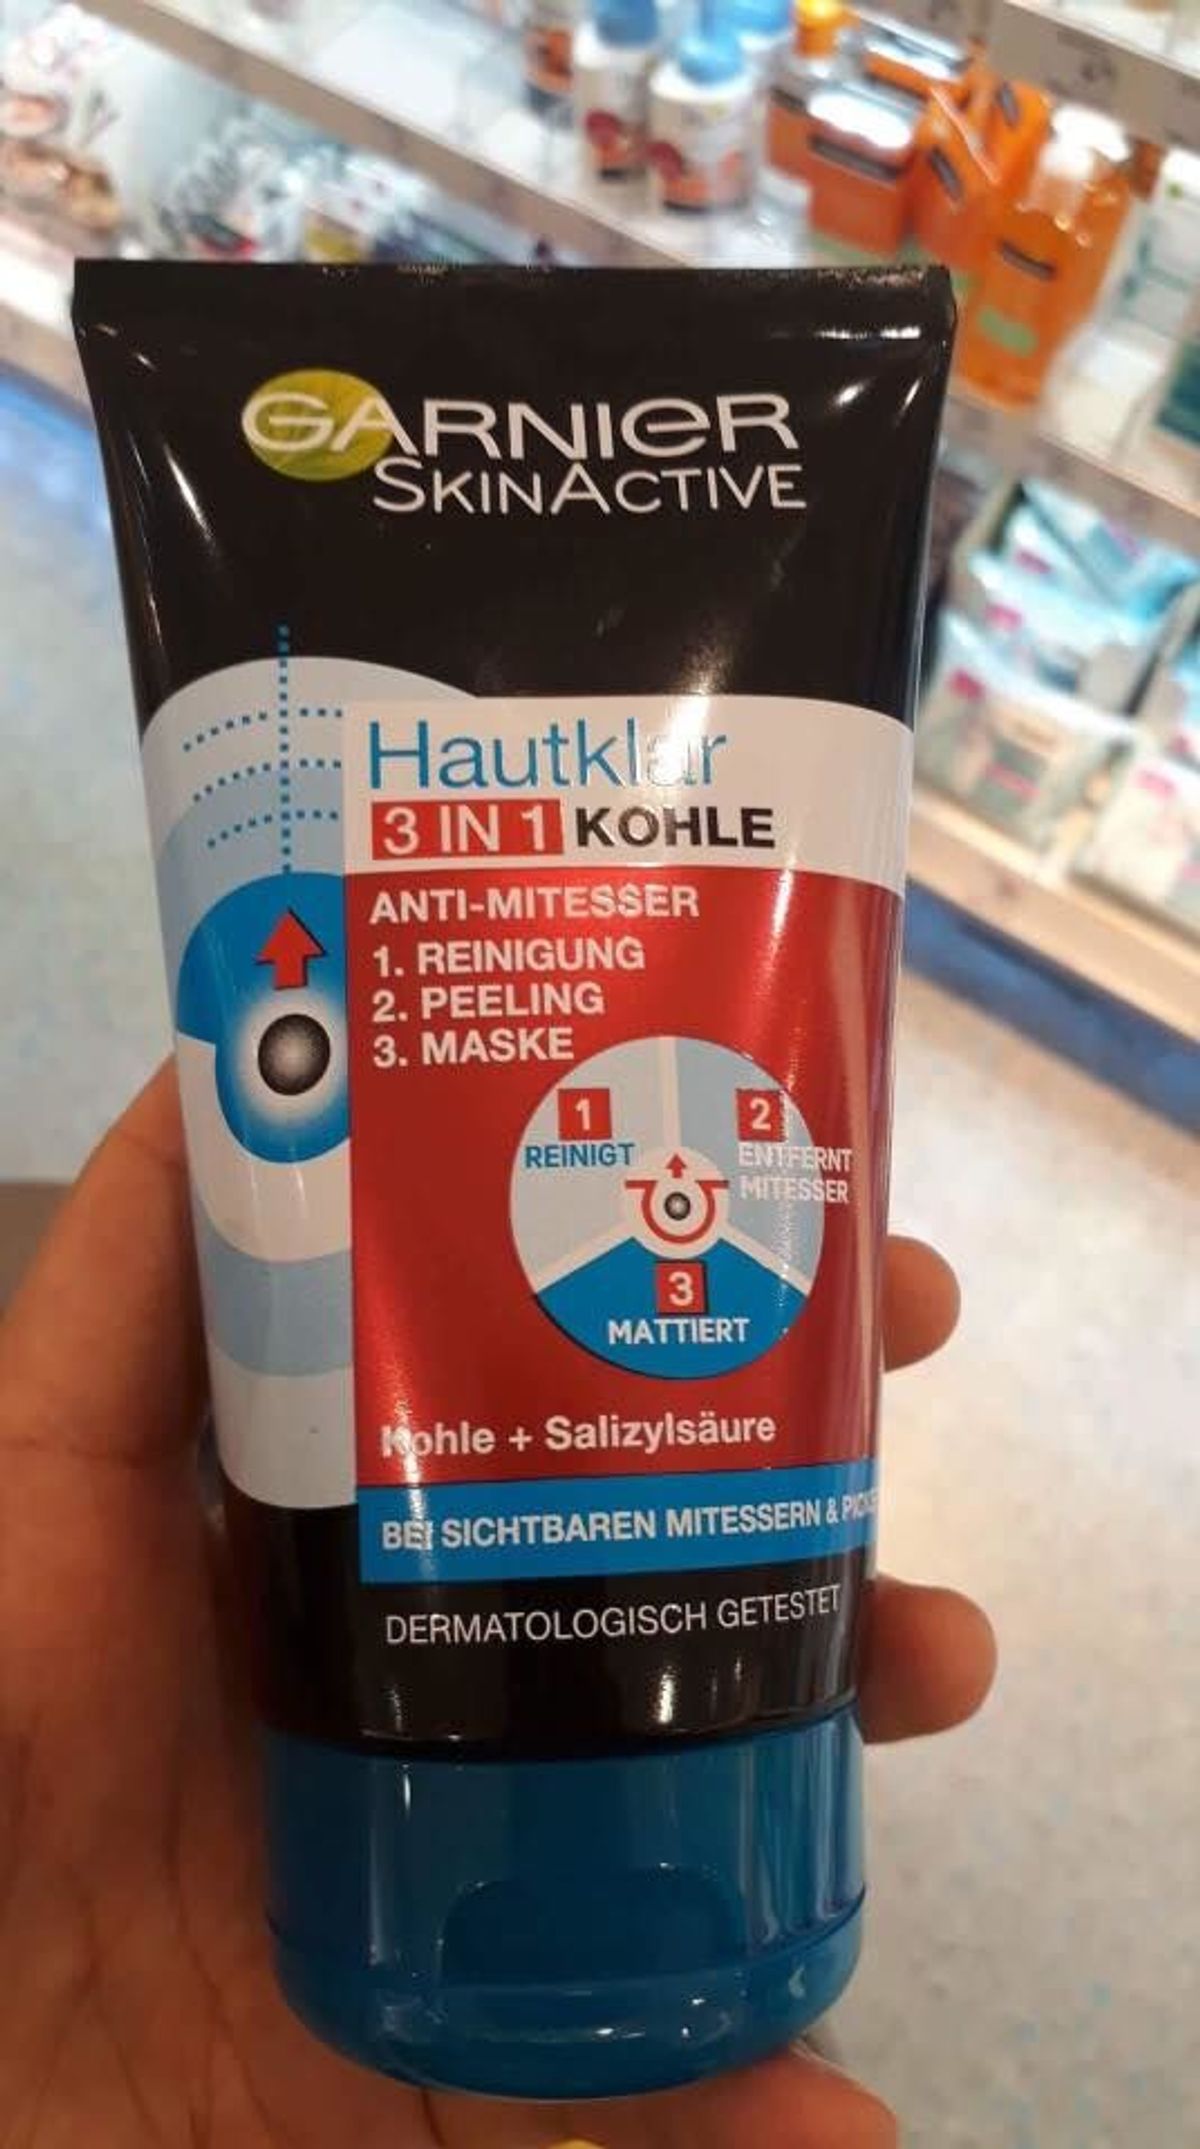 GARNIER
SKINACTIVE
Hautklar
3 IN 1 KOHLE
ANTI-MITESSER
1. REINIGUNG
2. PEELING
3. MASKE
1
REINIGT
2
ENTFERNT
MITESSER
3
MATTIERT
Kohle + Salizylsäure
BEI SICHTBAREN MITESSERN &
DERMATOLOGISCH GETESTET